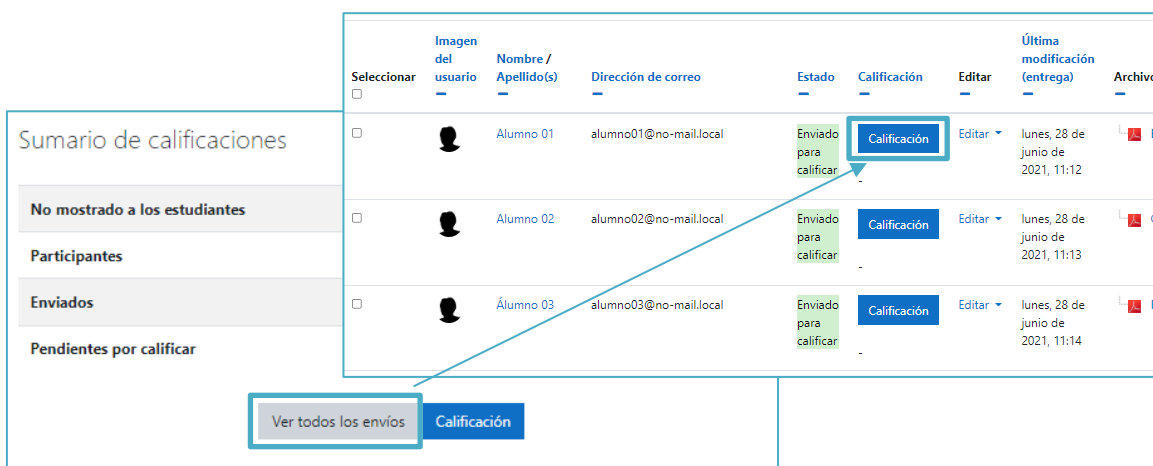 Imagen del usuario
Seleccionar
Nombre / Apellido(s)
Dirección de correo
Estado
Calificación
Editar
Última modificación (entrega)
Alumno 01
alumno01@no-mail.local
Enviado para calificar
Calificación
-
Editar
lunes, 28 de junio de 2021, 11:12
Alumno 02
alumno02@no-mail.local
Enviado para calificar
Calificación
-
Editar
lunes, 28 de junio de 2021, 11:13
Álumno 03
alumno03@no-mail.local
Enviado para calificar
Calificación
-
Editar
lunes, 28 de junio de 2021, 11:14
Sumario de calificaciones
No mostrado a los estudiantes
Participantes
Enviados
Pendientes por calificar
Ver todos los envíos
Calificación